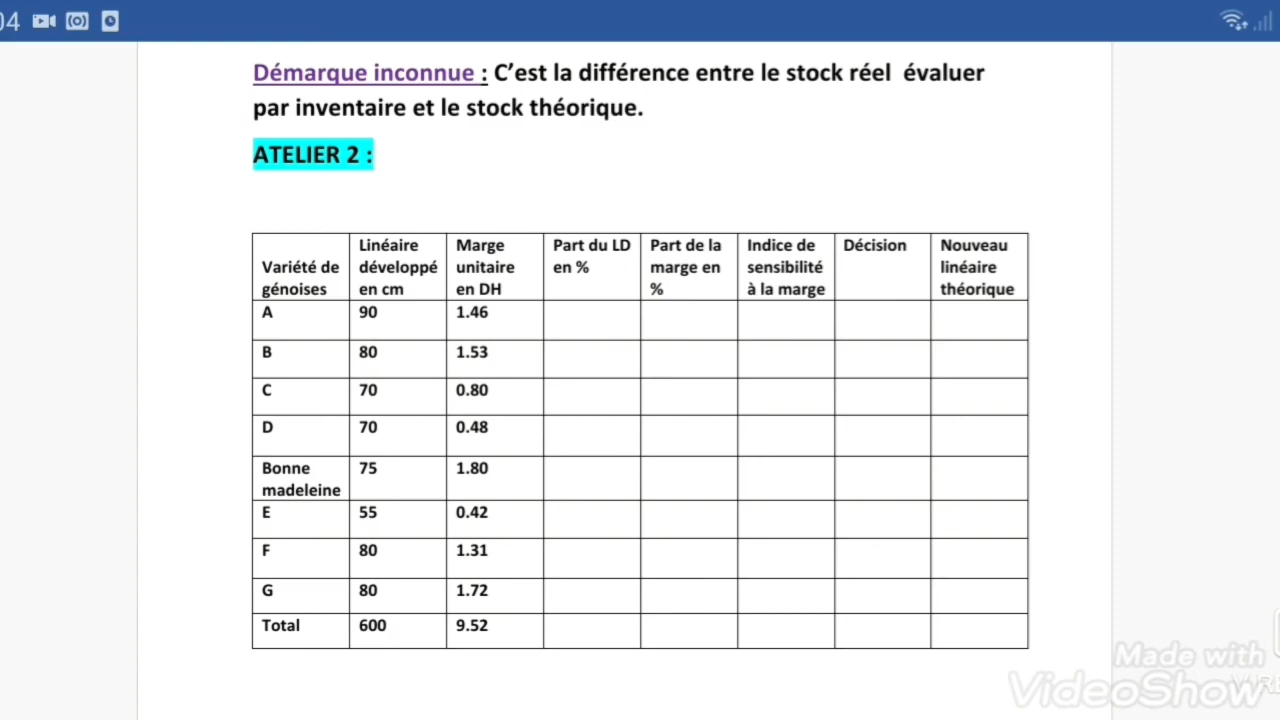 04
Démarque inconnue : C’est la différence entre le stock réel évaluer
par inventaire et le stock théorique.
ATELIER 2 :
Variété de génoises Linéaire développé en cm Marge unitaire en DH Part du LD en % Part de la marge en % Indice de sensibilité à la marge Décision Nouveau linéaire théorique
A 90 1.46
B 80 1.53
C 70 0.80
D 70 0.48
Bonne madeleine 75 1.80
E 55 0.42
F 80 1.31
G 80 1.72
Total 600 9.52
Made with
VideoShow